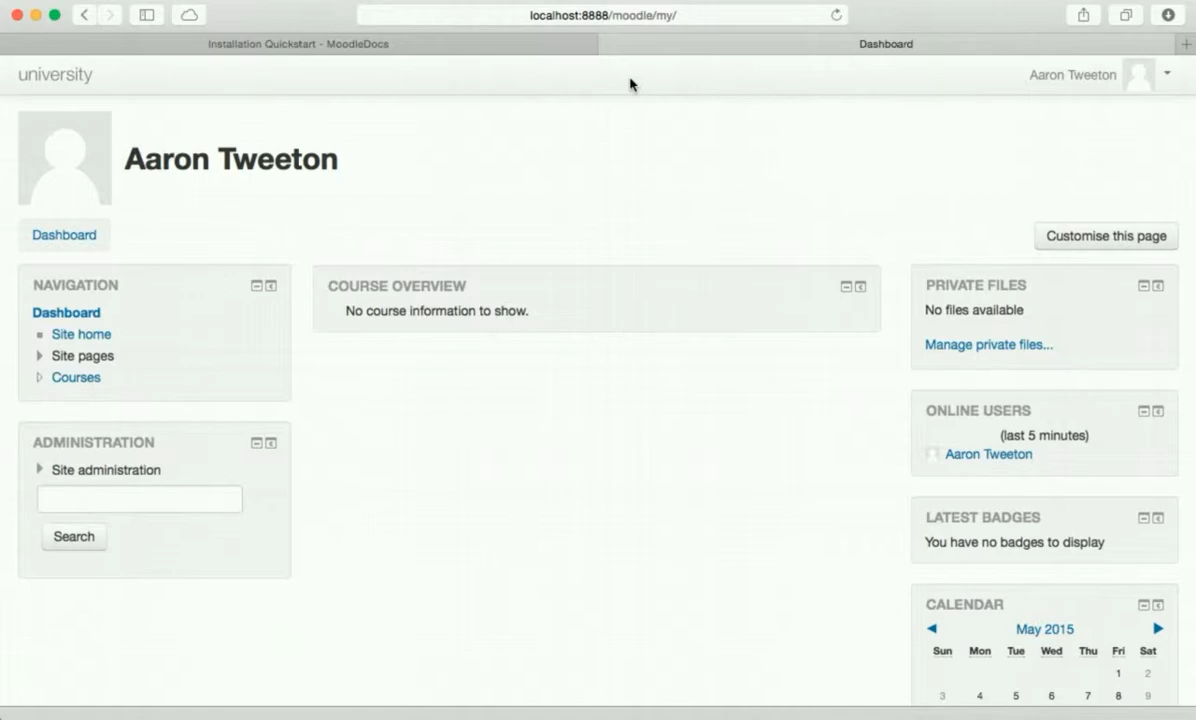 localhost:8888/moodle/my/
Installation Quickstart - MoodleDocs
Dashboard
university
Aaron Tweeton
Aaron Tweeton
Dashboard
Customise this page
NAVIGATION
Dashboard
Site home
Site pages
Courses
ADMINISTRATION
Site administration
Search
COURSE OVERVIEW
No course information to show.
PRIVATE FILES
No files available
Manage private files...
ONLINE USERS
(last 5 minutes)
Aaron Tweeton
LATEST BADGES
You have no badges to display
CALENDAR
May 2015
Sun Mon Tue Wed Thu Fri Sat
1 2
3 4 5 6 7 8 9